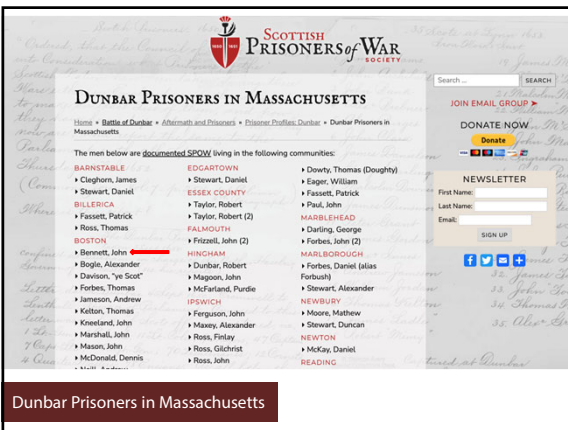 SCOTTISH
PRISONERS of WAR
SOCIETY
DUNBAR PRISONERS IN MASSACHUSETTS
Home » Battle of Dunbar » Aftermath and Prisoners » Prisoner Profiles: Dunbar » Dunbar Prisoners in
Massachusetts
The men below are documented SPOW living in the following communities:
BARNSTABLE
Cleghorn, James
Stewart, Daniel
BILLERICA
Fassett, Patrick
Ross, Thomas
BOSTON
Bennett, John
Bogle, Alexander
Davison, "ye Scot"
Forbes, Thomas
Jameson, Andrew
Kelton, Thomas
Kneeland, John
Marshall, John
Mason, John
McDonald, Dennis
EDGARTOWN
Stewart, Daniel
ESSEX COUNTY
Taylor, Robert
Taylor, Robert (2)
FALMOUTH
Frizzell, John (2)
HINGHAM
Dunbar, Robert
Magoon, John
McFarland, Purdie
IPSWICH
Ferguson, John
Maxey, Alexander
Ross, Finlay
Ross, Gilchrist
Ross, John
Dowty, Thomas (Doughty)
Eager, William
Fassett, Patrick
Paul, John
MARBLEHEAD
Darling, George
Forbes, John (2)
MARLBOROUGH
Forbes, Daniel (alias
Forbush)
Stewart, Alexander
NEWBURY
Moore, Mathew
Stewart, Duncan
NEWTON
McKay, Daniel
READING
Search ...
SEARCH
JOIN EMAIL GROUP ➤
DONATE NOW
Donate
NEWSLETTER
First Name:
Last Name:
Email:
SIGN UP
Dunbar Prisoners in Massachusetts